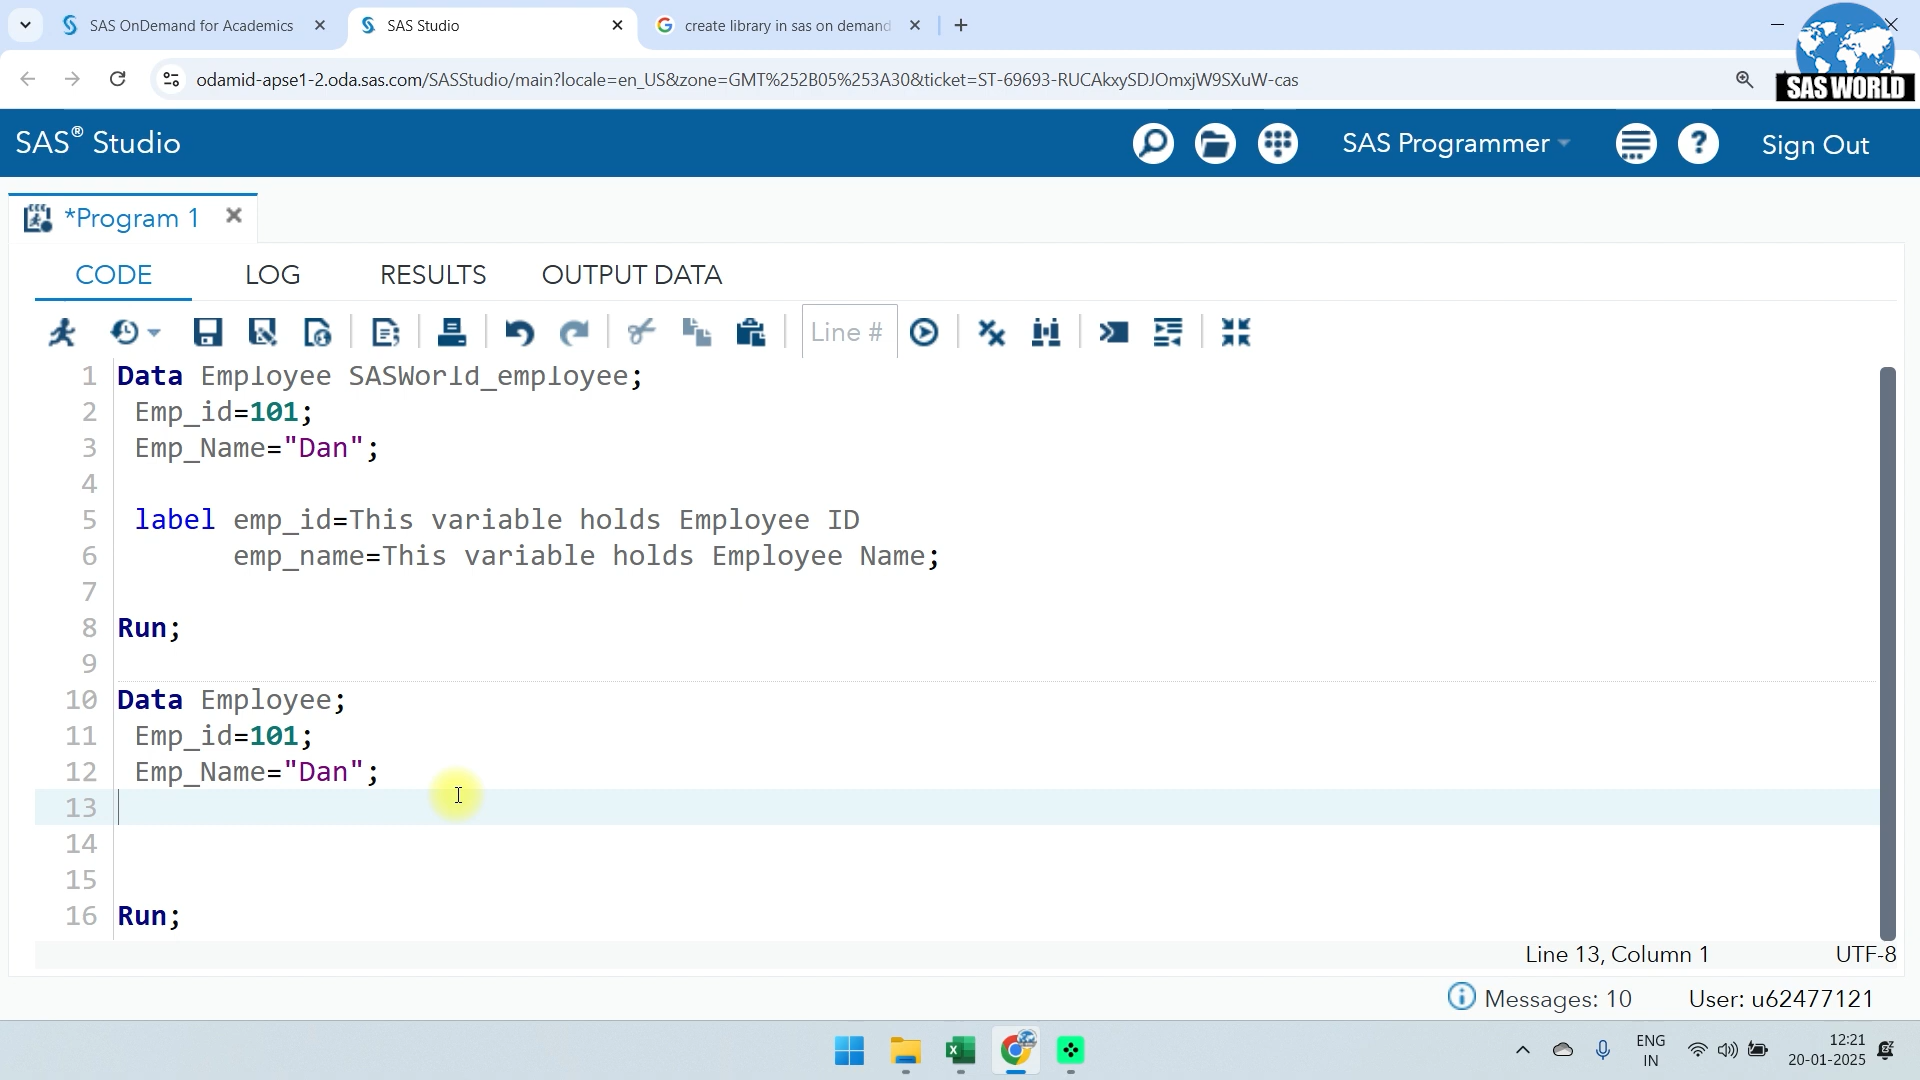 SAS OnDemand for Academics
SAS Studio
create library in sas on demand
odamid-apse1-2.oda.sas.com/SASStudio/main?locale=en_US&zone=GMT%252B05%253A30&ticket=ST-69693-RUCAkxySDJOmxjW9SXuW-cas
SAS WORLD
SAS® Studio
SAS Programmer
?
Sign Out
*Program 1
CODE
LOG
RESULTS
OUTPUT DATA
Line #
1 Data Employee SASWorld_employee;
2 Emp_id=101;
3 Emp_Name="Dan";
4
5 label emp_id=This variable holds Employee ID
6 emp_name=This variable holds Employee Name;
7
8 Run;
9
10 Data Employee;
11 Emp_id=101;
12 Emp_Name="Dan";
13
14
15
16 Run;
Line 13, Column 1
UTF-8
Messages: 10
User: u62477121
ENG
IN
12:21
20-01-2025